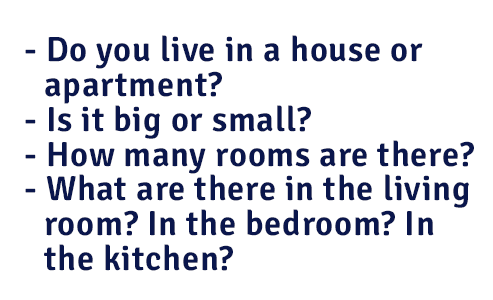 - Do you live in a house or
apartment?
- Is it big or small?
- How many rooms are there?
- What are there in the living
room? In the bedroom? In
the kitchen?